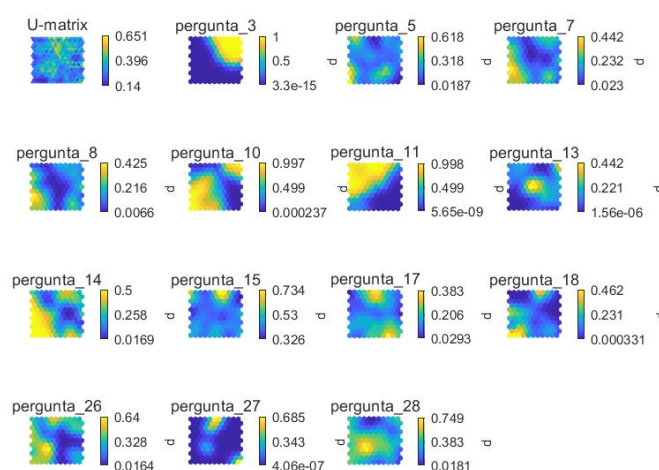 U-matrix
0.651
0.396
0.14
pergunta_3
1
0.5
3.3e-15
d
pergunta_5
0.618
0.318
0.0187
d
pergunta_7
0.442
0.232
0.023
d
pergunta_8
0.425
0.216
0.0066
d
pergunta_10
0.997
0.499
0.000237
d
pergunta_11
0.998
0.499
5.65e-09
d
pergunta_13
0.442
0.221
1.56e-06
d
pergunta_14
0.5
0.258
0.0169
d
pergunta_15
0.734
0.53
0.326
d
pergunta_17
0.383
0.206
0.0293
d
pergunta_18
0.462
0.231
0.000331
d
pergunta_26
0.64
0.328
0.0164
d
pergunta_27
0.685
0.343
4.06e-07
d
pergunta_28
0.749
0.383
0.0181
d